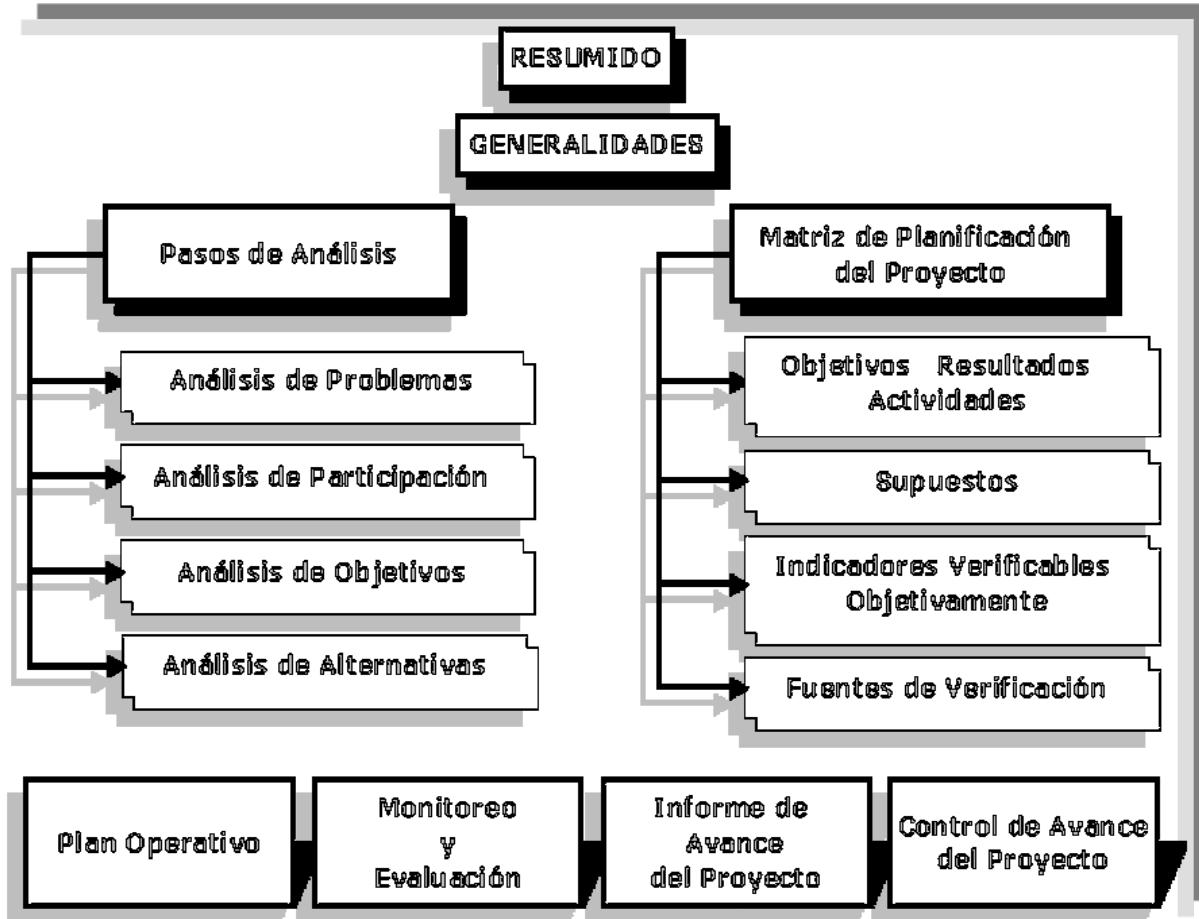 RESUMIDO
GENERALIDADES
Pasos de Análisis
Análisis de Problemas
Análisis de Participación
Análisis de Objetivos
Análisis de Alternativas
Matriz de Planificación
del Proyecto
Objetivos Resultados
Actividades
Supuestos
Indicadores Verificables
Objetivamente
Fuentes de Verificación
Plan Operativo
Monitoreo
y
Evaluación
Informe de
Avance
del Proyecto
Control de Avance
del Proyecto